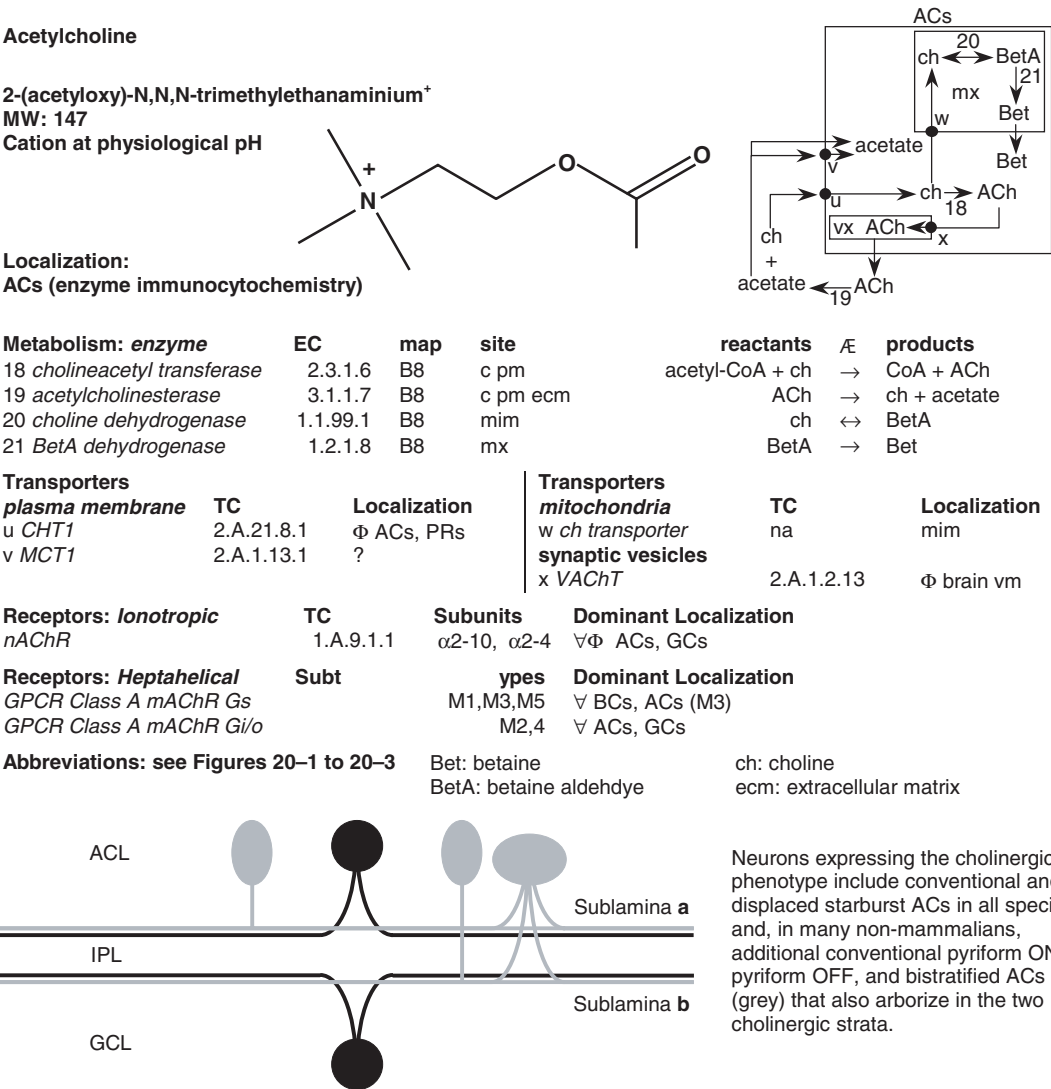 Acetylcholine
2-(acetyloxy)-N,N,N-trimethylethanaminium+
MW: 147
Cation at physiological pH
+
N
O
O
Localization:
ACs (enzyme immunocytochemistry)
ACs
20
ch BetA
21
mx
Bet
w
acetate
Bet
v
u ch ACh
18
vx ACh
x
ch
+
acetate ACh
19
Metabolism: enzyme EC map site reactants Æ products
18 cholineacetyl transferase 2.3.1.6 B8 c pm acetyl-CoA + ch → CoA + ACh
19 acetylcholinesterase 3.1.1.7 B8 c pm ecm ACh → ch + acetate
20 choline dehydrogenase 1.1.99.1 B8 mim ch ↔ BetA
21 BetA dehydrogenase 1.2.1.8 B8 mx BetA → Bet
Transporters
plasma membrane TC Localization
u CHT1 2.A.21.8.1 Φ ACs, PRs
v MCT1 2.A.1.13.1 ?
Transporters
mitochondria TC Localization
w ch transporter na mim
synaptic vesicles
x VAChT 2.A.1.2.13 Φ brain vm
Receptors: Ionotropic TC Subunits Dominant Localization
nAChR 1.A.9.1.1 α2-10, α2-4 ∀Φ ACs, GCs
Receptors: Heptahelical Subt ypes Dominant Localization
GPCR Class A mAChR Gs M1,M3,M5 ∀ BCs, ACs (M3)
GPCR Class A mAChR Gi/o M2,4 ∀ ACs, GCs
Abbreviations: see Figures 20–1 to 20–3 Bet: betaine ch: choline
BetA: betaine aldehdye ecm: extracellular matrix
ACL
Sublamina a
IPL
Sublamina b
GCL
Neurons expressing the cholinergic
phenotype include conventional and
displaced starburst ACs in all speci
and, in many non-mammalians,
additional conventional pyriform ON
pyriform OFF, and bistratified ACs
(grey) that also arborize in the two
cholinergic strata.